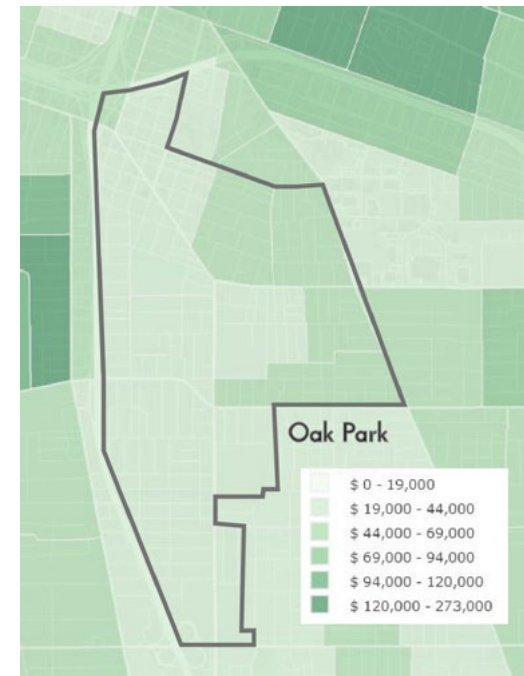 Oak Park
$ 0 - 19,000
$ 19,000 - 44,000
$ 44,000 - 69,000
$ 69,000 - 94,000
$ 94,000 - 120,000
$ 120,000 - 273,000